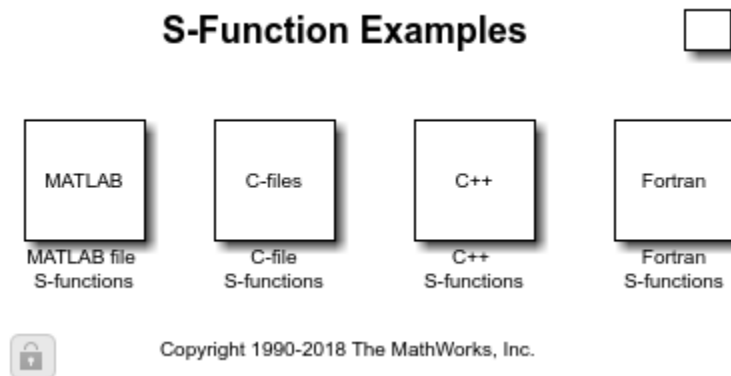 S-Function Examples
MATLAB
C-files
C++
Fortran
MATLAB file
S-functions
C-file
S-functions
C++
S-functions
Fortran
S-functions
Copyright 1990-2018 The MathWorks, Inc.